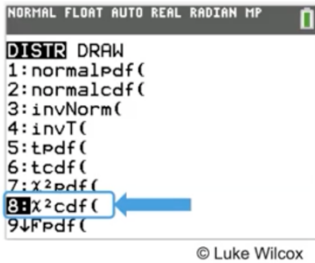 NORMAL FLOAT AUTO REAL RADIAN MP
DISTR DRAW
1:normalpdf(
2:normalcdf(
3:invNorm(
4:invT(
5:tpdf(
6:tcdf(
7:χ²pdf(
8:χ²cdf(
9↓Fpdf(
© Luke Wilcox